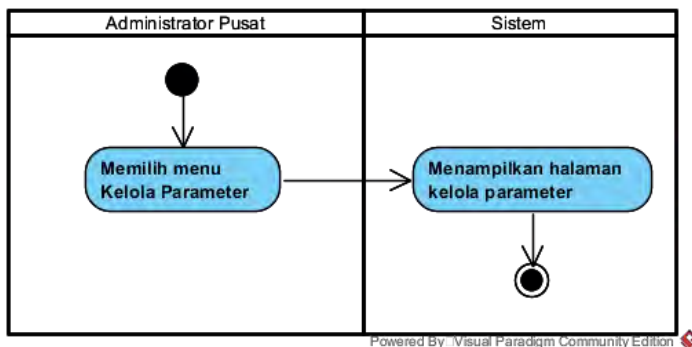 Administrator Pusat
Sistem
Memilih menu
Kelola Parameter
Menampilkan halaman
kelola parameter
Powered By Visual Paradigm Community Edition